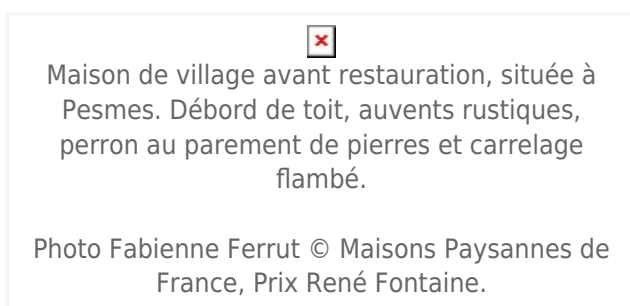 Maison de village avant restauration, située à
Pesmes. Débord de toit, auvents rustiques,
perron au parement de pierres et carrelage
flambé.
Photo Fabienne Ferrut © Maisons Paysannes de
France, Prix René Fontaine.